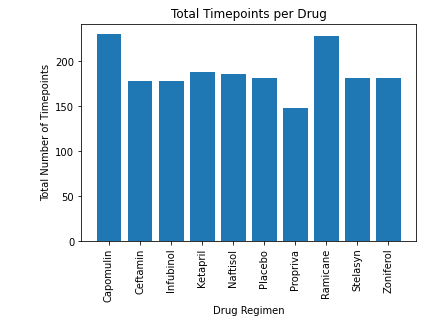 Total Timepoints per Drug
Total Number of Timepoints
200
150
100
50
0
Capomulin
Ceftamin
Infubinol
Ketapril
Naftisol
Placebo
Propriva
Ramicane
Stelasyn
Zoniferol
Drug Regimen